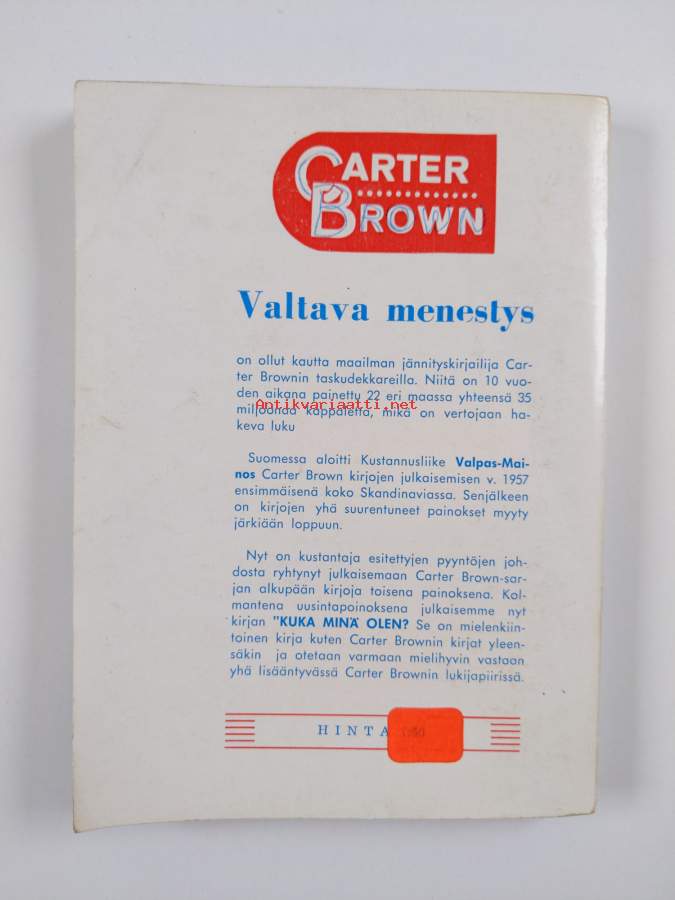 CARTER
BROWN
Valtava menestys
on ollut kautta maailman jännityskirjailija Car-
ter Brownin taskudekkareilla. Niitä on 10 vuo-
den aikana painettu 22 eri maassa yhteensä 35
Antikvariaatti.net
miljoonaa kappaletta, mikä on vertojaan ha-
keva luku
Suomessa aloitti Kustannusliike Valpas-Mai-
nos Carter Brown kirjojen julkaisemisen v. 1957
ensimmäisenä koko Skandinaviassa. Senjälkeen
on kirjojen yhä suurentuneet painokset myyty
järkiään loppuun.
Nyt on kustantaja esitettyjen pyyntöjen joh-
dosta ryhtynyt julkaisemaan Carter Brown-sar-
jan alkupään kirjoja toisena painoksena. Kol-
mantena uusintapoinoksena julkaisemme nyt
kirjan "KUKA MINÄ OLEN? Se on mielenkiin-
toinen kirja kuten Carter Brownin kirjat yleen-
säkin ja otetaan varmaan mielihyvin vastaan
yhä lisääntyvässä Carter Brownin lukijapiirissä.
HINTA